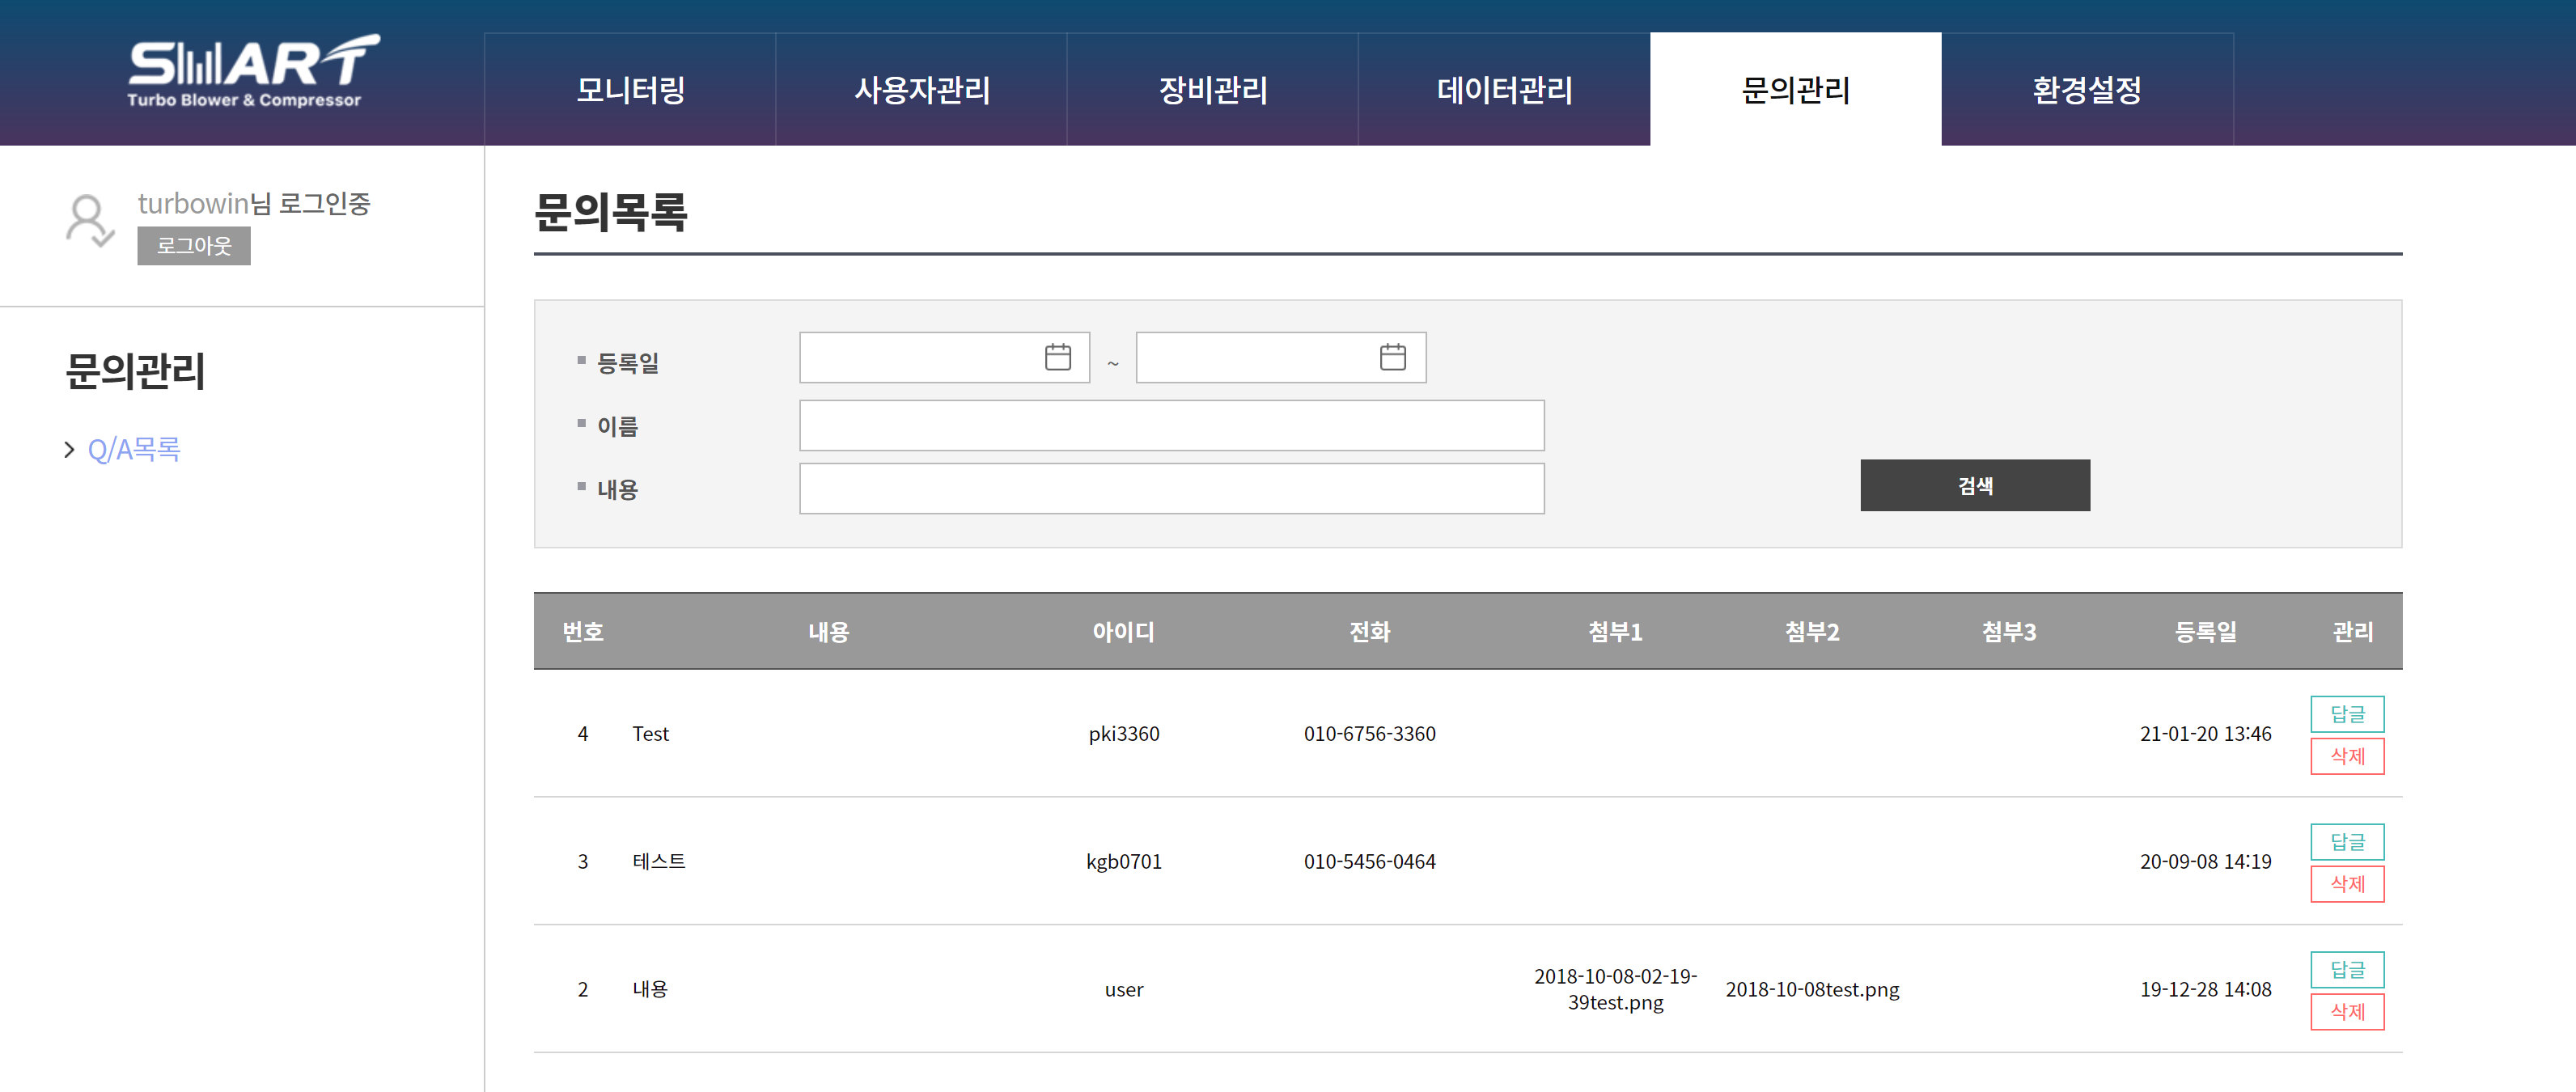 SMART
Turbo Blower & Compressor
모니터링
사용자관리
장비관리
데이터관리
문의관리
환경설정
turbowin님 로그인중
로그아웃
문의관리
Q/A목록
문의목록
등록일
~
이름
내용
검색
번호 내용 아이디 전화 첨부1 첨부2 첨부3 등록일 관리
4 Test pki3360 010-6756-3360 21-01-20 13:46
답글
삭제
3 테스트 kgb0701 010-5456-0464 20-09-08 14:19
답글
삭제
2 내용 user 2018-10-08-02-19-
39test.png 2018-10-08test.png 19-12-28 14:08
답글
삭제